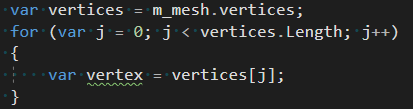 var vertices = m_mesh.vertices;
for (var j = 0; j < vertices.Length; j++)
{
    var vertex = vertices[j];
}